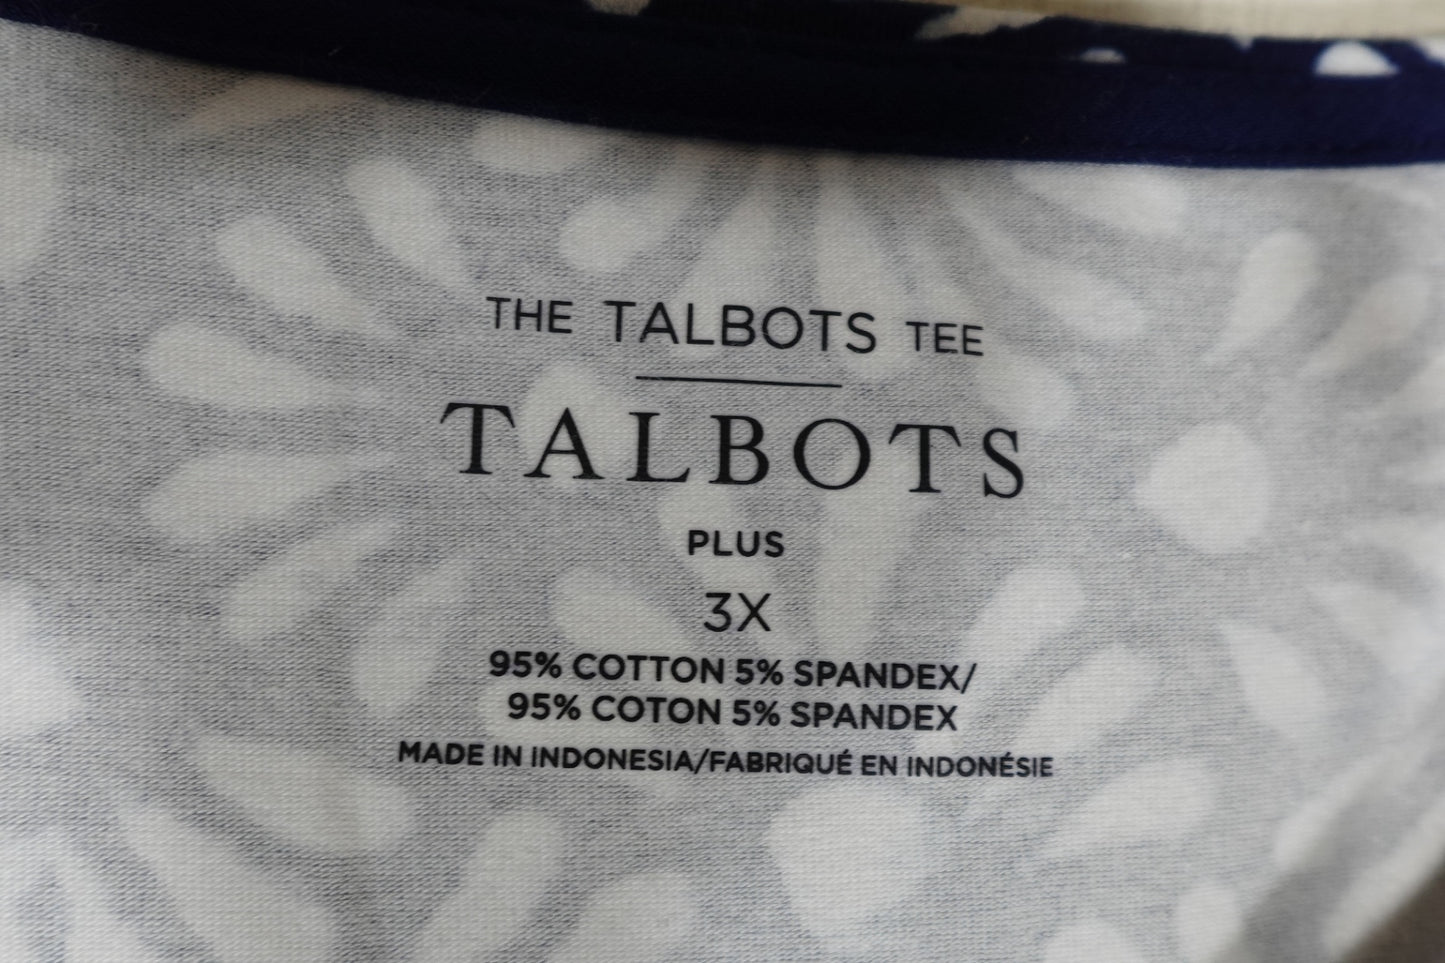 THE TALBOTS TEE
TALBOTS
PLUS
3X
95% COTTON 5% SPANDEX/
95% COTON 5% SPANDEX
MADE IN INDONESIA/FABRIQUÉ EN INDONÉSIE